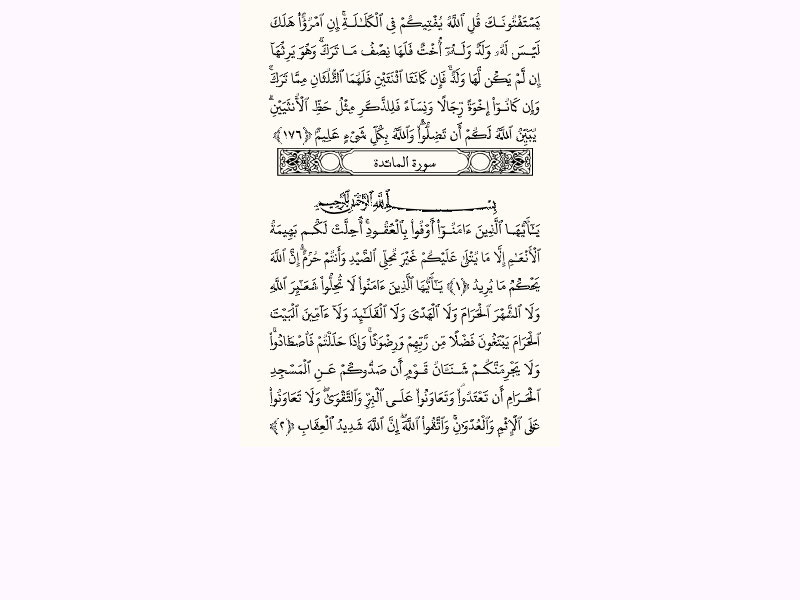 يَسْتَفْتُونَكَ قُلِ ٱللَّهُ يُفْتِيكُمْ فِى ٱلْكَلَـٰلَةِ ۚ إِنِ ٱمْرُؤٌا۟ هَلَكَ
لَيْسَ لَهُۥ وَلَدٌ وَلَهُۥٓ أُخْتٌ فَلَهَا نِصْفُ مَا تَرَكَ ۚ وَهُوَ يَرِثُهَآ
إِن لَّمْ يَكُن لَّهَا وَلَدٌ ۚ فَإِن كَانَتَا ٱثْنَتَيْنِ فَلَهُمَا ٱلثُّلُثَانِ مِمَّا تَرَكَ ۚ
وَإِن كَانُوٓا۟ إِخْوَةً رِّجَالًا وَنِسَآءً فَلِلذَّكَرِ مِثْلُ حَظِّ ٱلْأُنثَيَيْنِ ۗ
يُبَيِّنُ ٱللَّهُ لَكُمْ أَن تَضِلُّوا۟ ۗ وَٱللَّهُ بِكُلِّ شَىْءٍ عَلِيمٌۢ ﴿١٧٦﴾
سورة المائدة
بِسْمِ ٱللَّهِ ٱلرَّحْمَـٰنِ ٱلرَّحِيمِ
يَـٰٓأَيُّهَا ٱلَّذِينَ ءَامَنُوٓا۟ أَوْفُوا۟ بِٱلْعُقُودِ ۚ أُحِلَّتْ لَكُم بَهِيمَةُ
ٱلْأَنْعَـٰمِ إِلَّا مَا يُتْلَىٰ عَلَيْكُمْ غَيْرَ مُحِلِّى ٱلصَّيْدِ وَأَنتُمْ حُرُمٌ ۗ إِنَّ ٱللَّهَ
يَحْكُمُ مَا يُرِيدُ ﴿١﴾ يَـٰٓأَيُّهَا ٱلَّذِينَ ءَامَنُوا۟ لَا تُحِلُّوا۟ شَعَـٰٓئِرَ ٱللَّهِ
وَلَا ٱلشَّهْرَ ٱلْحَرَامَ وَلَا ٱلْهَدْىَ وَلَا ٱلْقَلَـٰٓئِدَ وَلَآ ءَآمِّينَ ٱلْبَيْتَ
ٱلْحَرَامَ يَبْتَغُونَ فَضْلًا مِّن رَّبِّهِمْ وَرِضْوَٰنًا ۚ وَإِذَا حَلَلْتُمْ فَٱصْطَادُوا۟ ۚ
وَلَا يَجْرِمَنَّكُمْ شَنَـَٔانُ قَوْمٍ أَن صَدُّوكُمْ عَنِ ٱلْمَسْجِدِ
ٱلْحَرَامِ أَن تَعْتَدُوا۟ ۘ وَتَعَاوَنُوا۟ عَلَى ٱلْبِرِّ وَٱلتَّقْوَىٰ ۖ وَلَا تَعَاوَنُوا۟
عَلَى ٱلْإِثْمِ وَٱلْعُدْوَٰنِ ۚ وَٱتَّقُوا۟ ٱللَّهَ ۖ إِنَّ ٱللَّهَ شَدِيدُ ٱلْعِقَابِ ﴿٢﴾